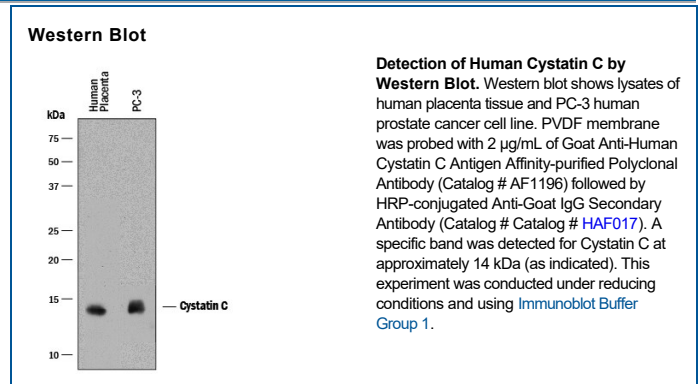 Western Blot
Human
Placenta
PC-3
kDa
75
50
37
25
20
15
10
Cystatin C
Detection of Human Cystatin C by
Western Blot. Western blot shows lysates of
human placenta tissue and PC-3 human
prostate cancer cell line. PVDF membrane
was probed with 2 µg/mL of Goat Anti-Human
Cystatin C Antigen Affinity-purified Polyclonal
Antibody (Catalog # AF1196) followed by
HRP-conjugated Anti-Goat IgG Secondary
Antibody (Catalog # Catalog # HAF017). A
specific band was detected for Cystatin C at
approximately 14 kDa (as indicated). This
experiment was conducted under reducing
conditions and using Immunoblot Buffer
Group 1.